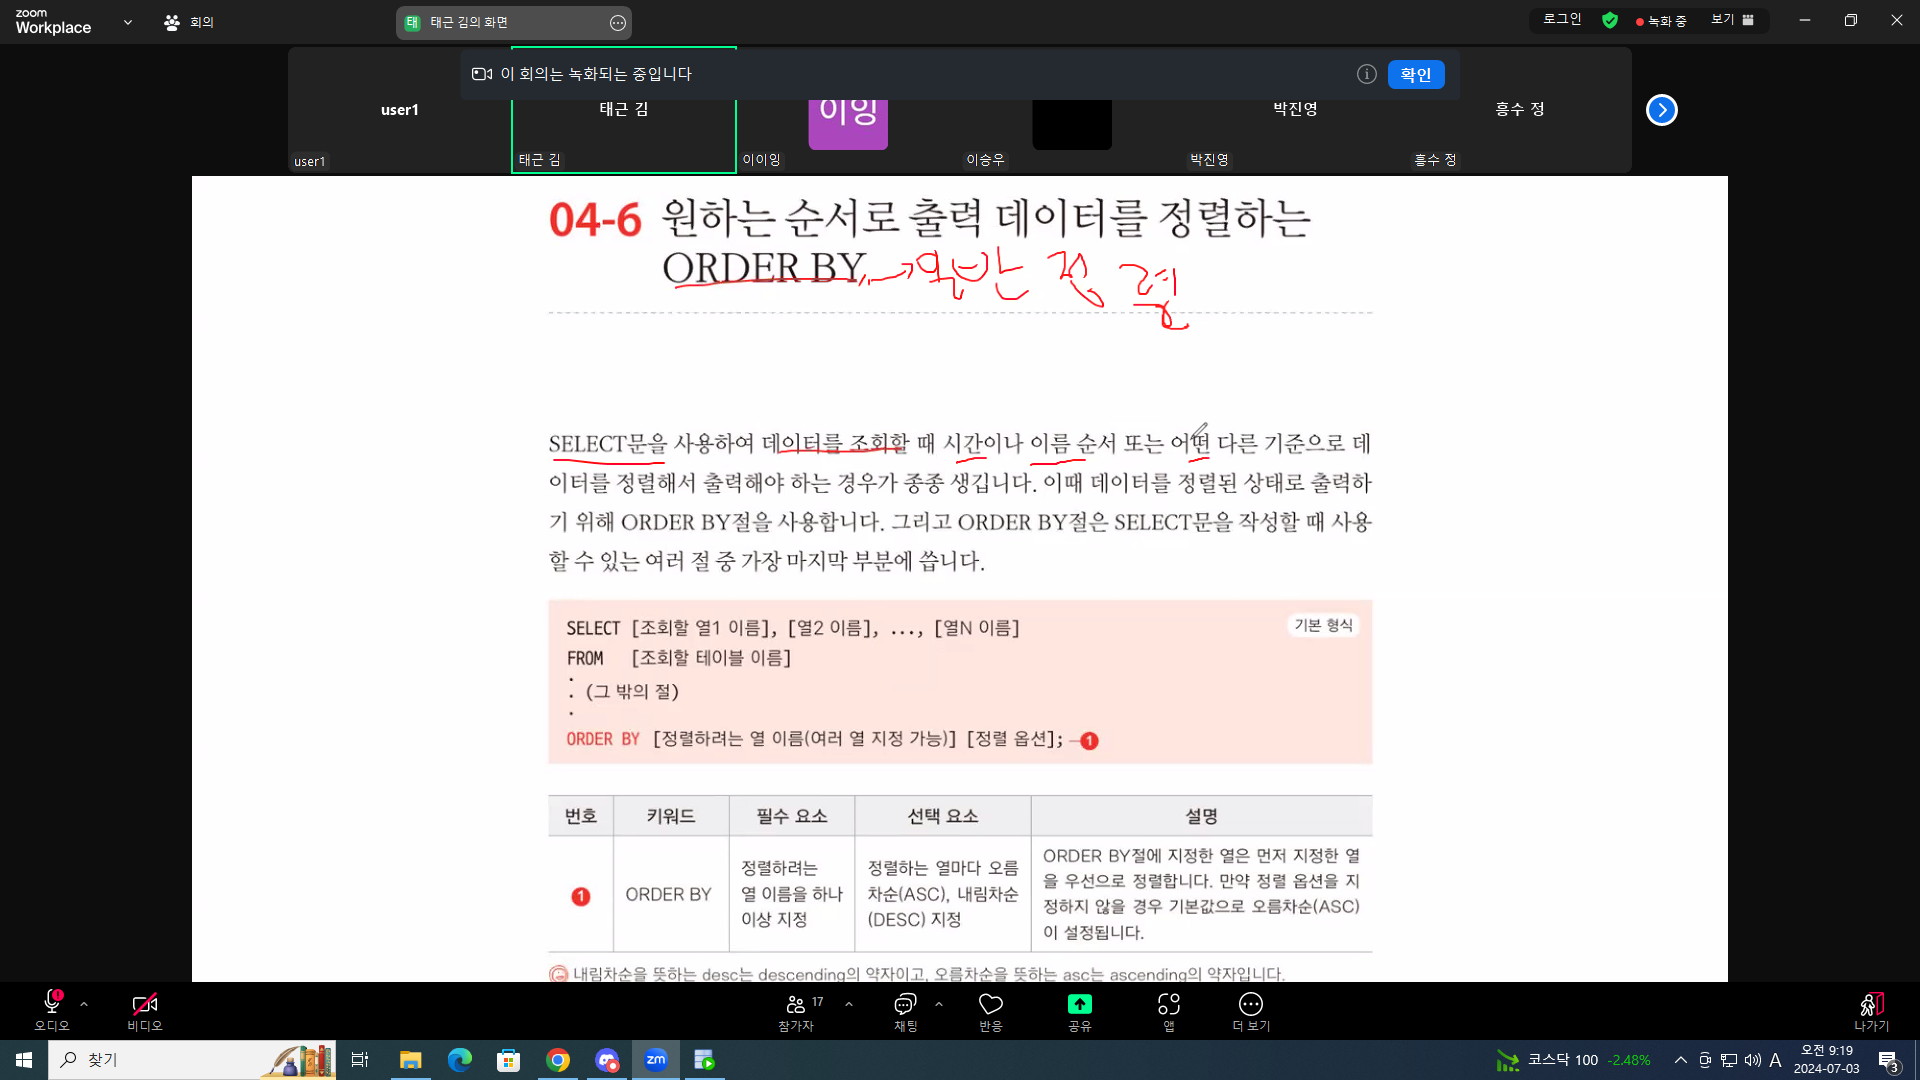 zoom
Workplace
회의
태
태근 김의 화면
로그인
녹화 중
보기
이 회의는 녹화되는 중입니다
확인
user1
태근 김
이잉
박진영
흥수 정
user1
태근 김
이이잉
이승우
박진영
흥수 정
04-6 원하는 순서로 출력 데이터를 정렬하는
ORDER BY
정렬
SELECT문을 사용하여 데이터를 조회할 때 시간이나 이름 순서 또는 어떤 다른 기준으로 데
이터를 정렬해서 출력해야 하는 경우가 종종 생깁니다. 이때 데이터를 정렬된 상태로 출력하
기 위해 ORDER BY절을 사용합니다. 그리고 ORDER BY절은 SELECT문을 작성할 때 사용
할 수 있는 여러 절 중 가장 마지막 부분에 씁니다.
기본 형식
SELECT [조회할 열1 이름], [열2 이름], ..., [열N 이름]
FROM [조회할 테이블 이름]
.
. (그 밖의 절)
.
ORDER BY [정렬하려는 열 이름(여러 열 지정 가능)] [정렬 옵션]; 1
번호 키워드 필수 요소 선택 요소 설명
1
ORDER BY
정렬하려는
열 이름을 하나
이상 지정
정렬하는 열마다 오름
차순(ASC), 내림차순
(DESC) 지정
ORDER BY절에 지정한 열은 먼저 지정한 열
을 우선으로 정렬합니다. 만약 정렬 옵션을 지
정하지 않을 경우 기본값으로 오름차순(ASC)
이 설정됩니다.
내림차순을 뜻하는 desc는 descending의 약자이고, 오름차순을 뜻하는 asc는 ascending의 약자입니다.
오디오
비디오
17
참가자
채팅
반응
공유
앱
더 보기
나가기
찾기
zm
코스닥 100 -2.48%
A
오전 9:19
2024-07-03
3